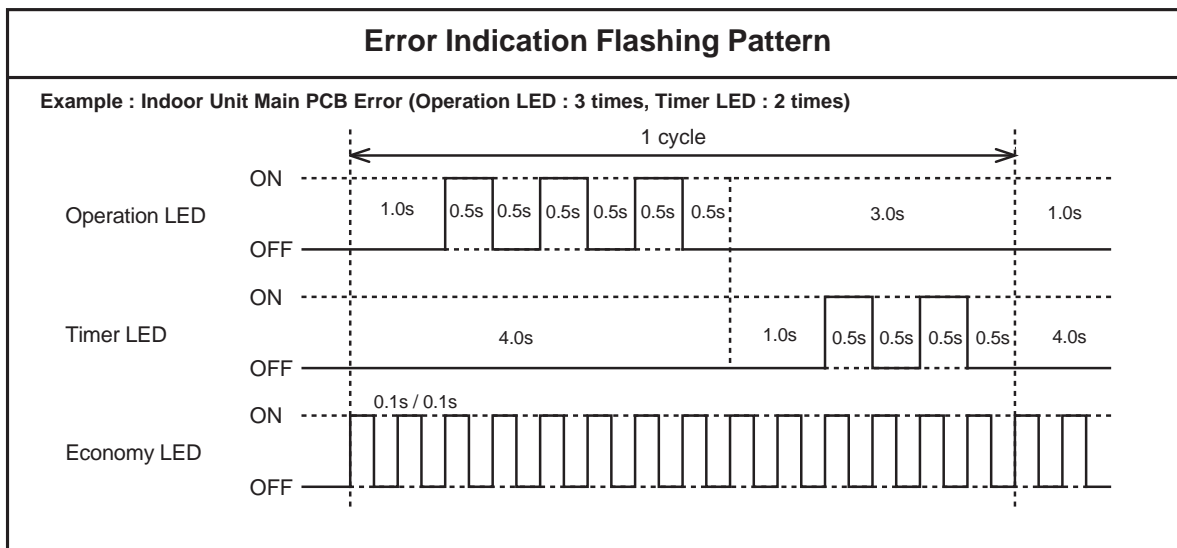 Error Indication Flashing Pattern
Example : Indoor Unit Main PCB Error (Operation LED : 3 times, Timer LED : 2 times)
1 cycle
ON
Operation LED
1.0s 0.5s 0.5s 0.5s 0.5s 0.5s 0.5s 3.0s 1.0s
OFF
ON
Timer LED
4.0s 1.0s 0.5s 0.5s 0.5s 0.5s 4.0s
OFF
0.1s / 0.1s
ON
Economy LED
OFF